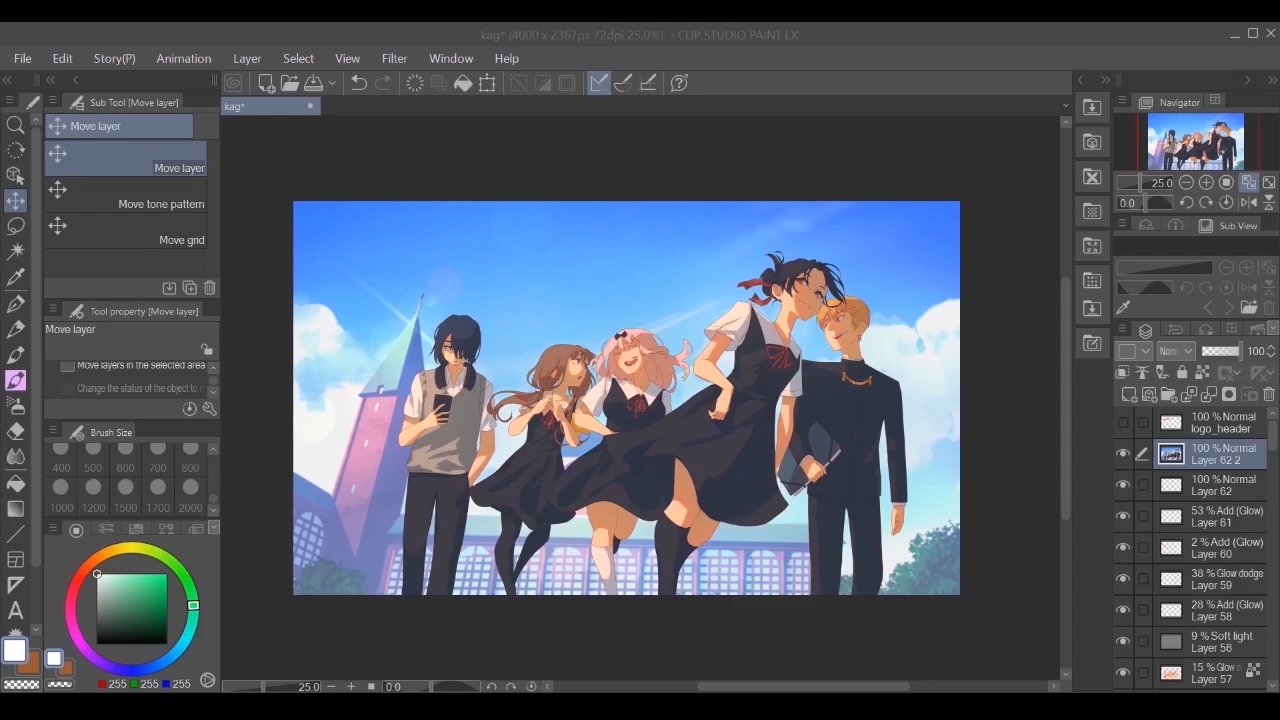 kag* (4000 x 2367px 72dpi 25.0%) - CLIP STUDIO PAINT EX
File Edit Story(P) Animation Layer Select View Filter Window Help
Sub Tool [Move layer]
Move layer
Move layer
Move tone pattern
Move grid
Tool property [Move layer]
Move layer
Move layers in the selected area
Change the status of the object to
Brush Size
400 500 600 700 800
1000 1200 1500 1700 2000
255 255 255
kag*
25.0
0.0
Navigator
25.0
0.0
Sub View
Norm 100
100 % Normal
logo_header
100 % Normal
Layer 62 2
100 % Normal
Layer 62
53 % Add (Glow)
Layer 61
2 % Add (Glow)
Layer 60
38 % Glow dodge
Layer 59
28 % Add (Glow)
Layer 58
9 % Soft light
Layer 56
15 % Glow d
Layer 57